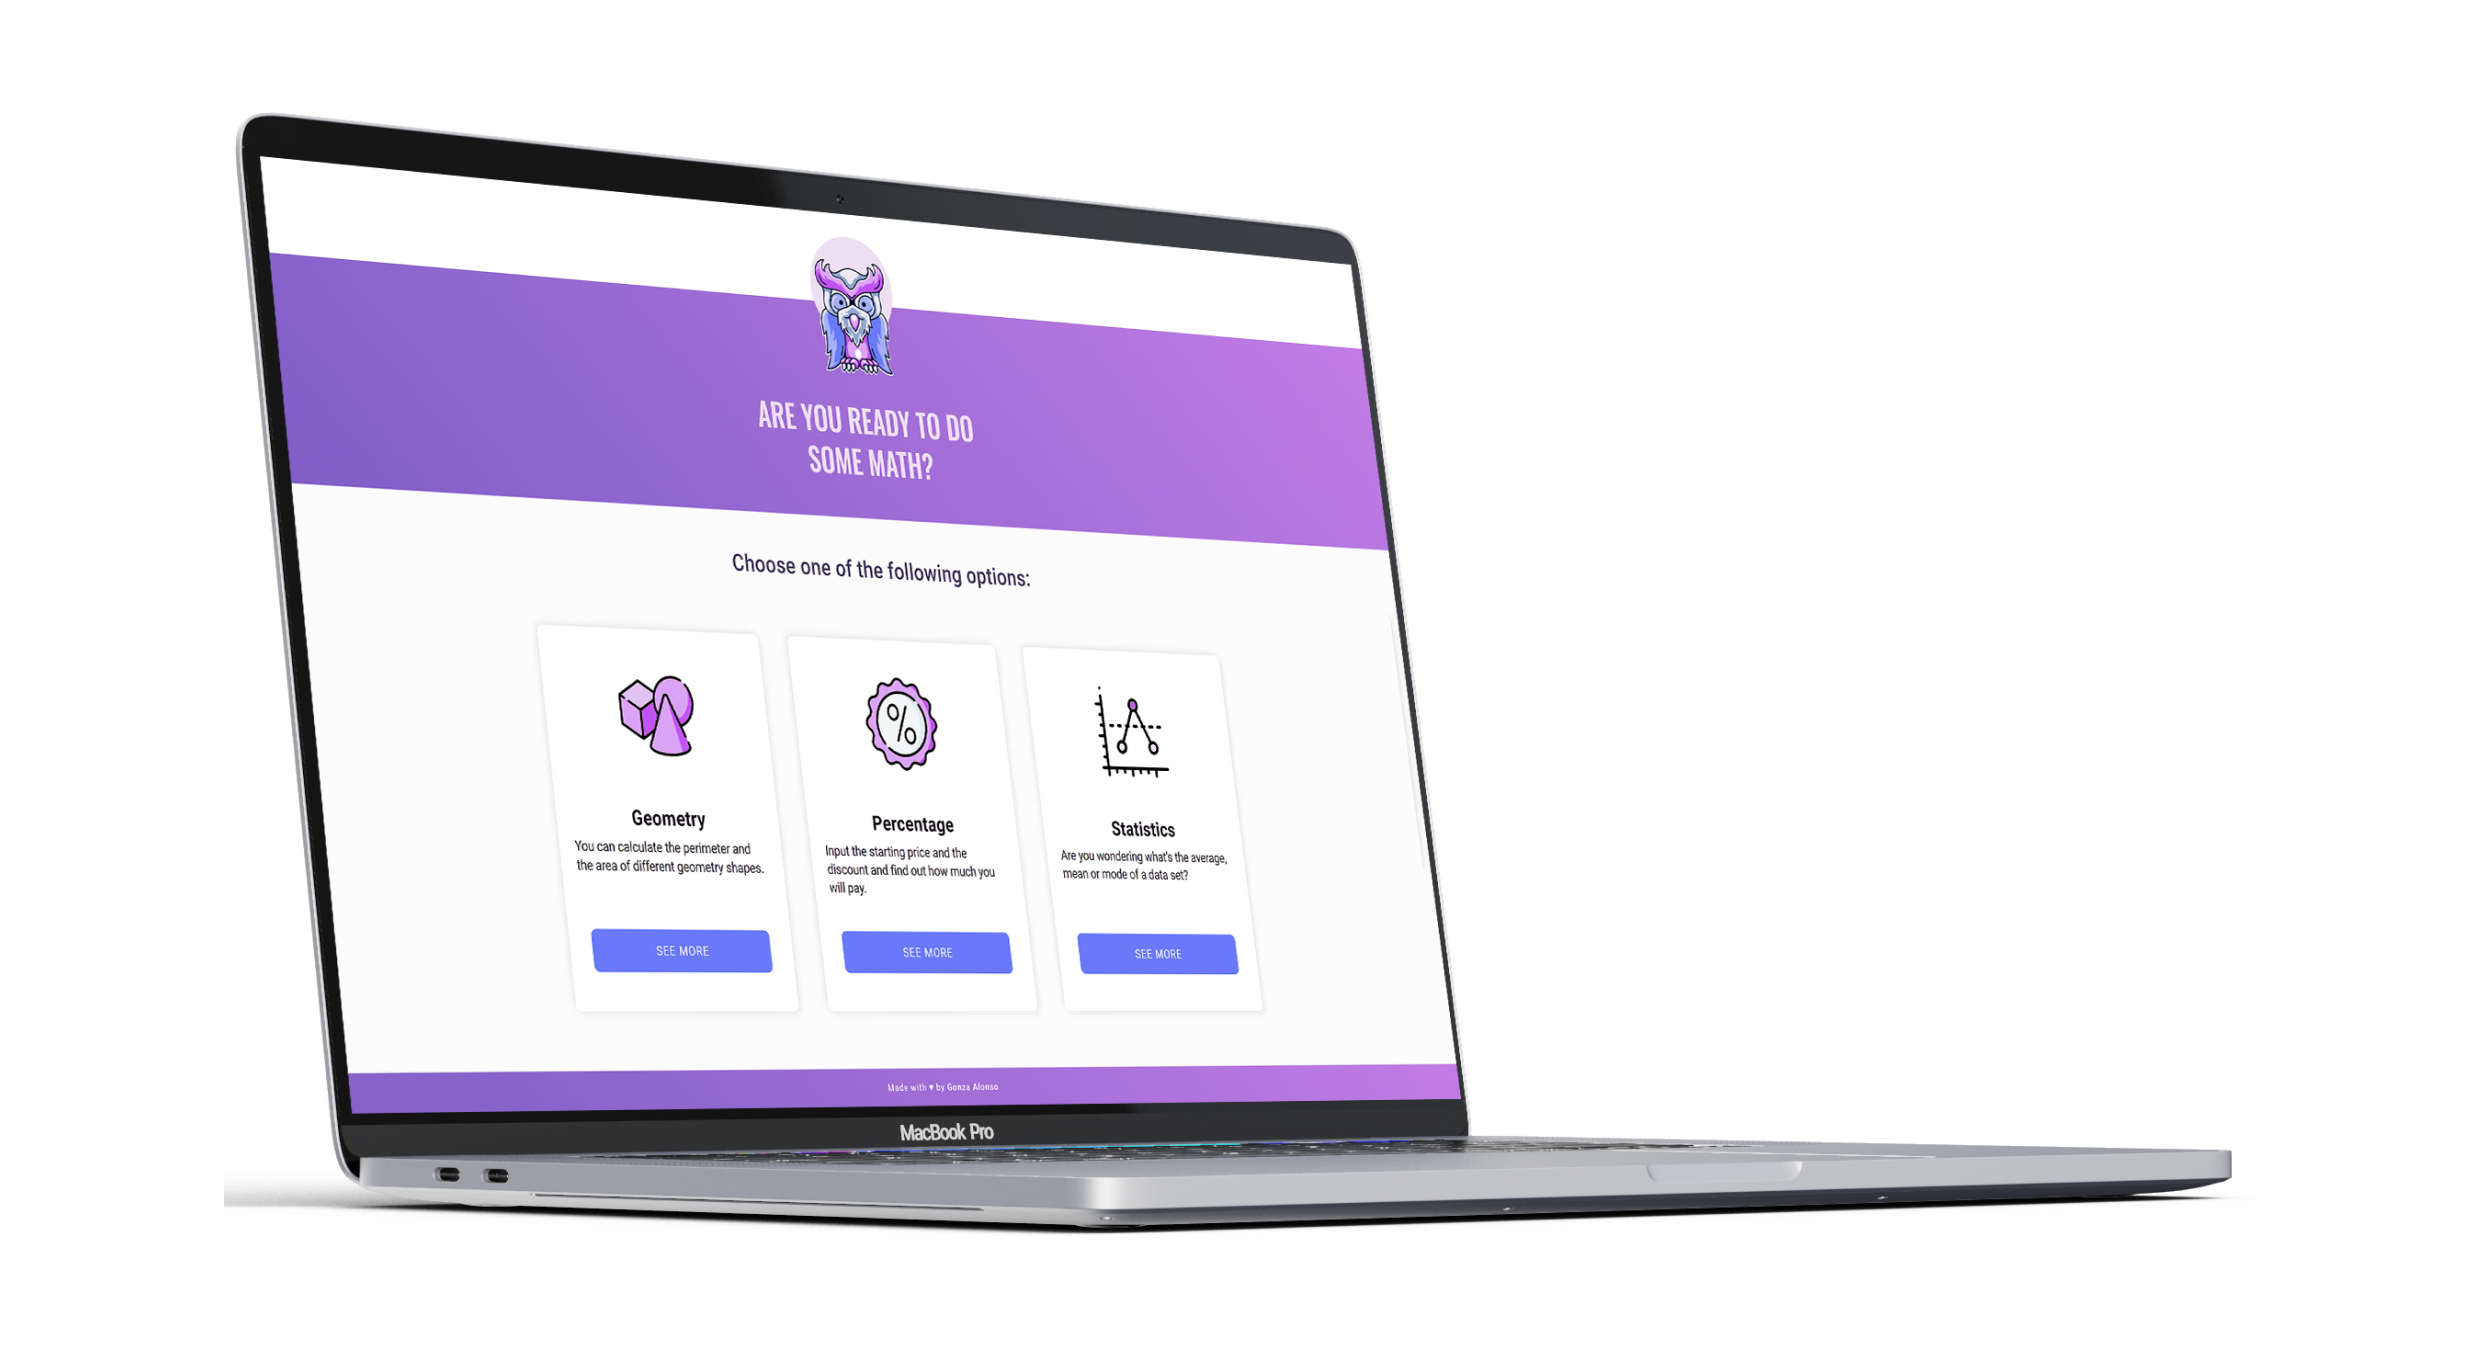 ARE YOU READY TO DO
SOME MATH?
Choose one of the following options:
%
Geometry
You can calculate the perimeter and
the area of different geometry shapes.
SEE MORE
Percentage
Input the starting price and the
discount and find out how much you
will pay.
SEE MORE
Statistics
Are you wondering what's the average,
mean or mode of a data set?
SEE MORE
Made with ♥ by Gonza Alonso
MacBook Pro